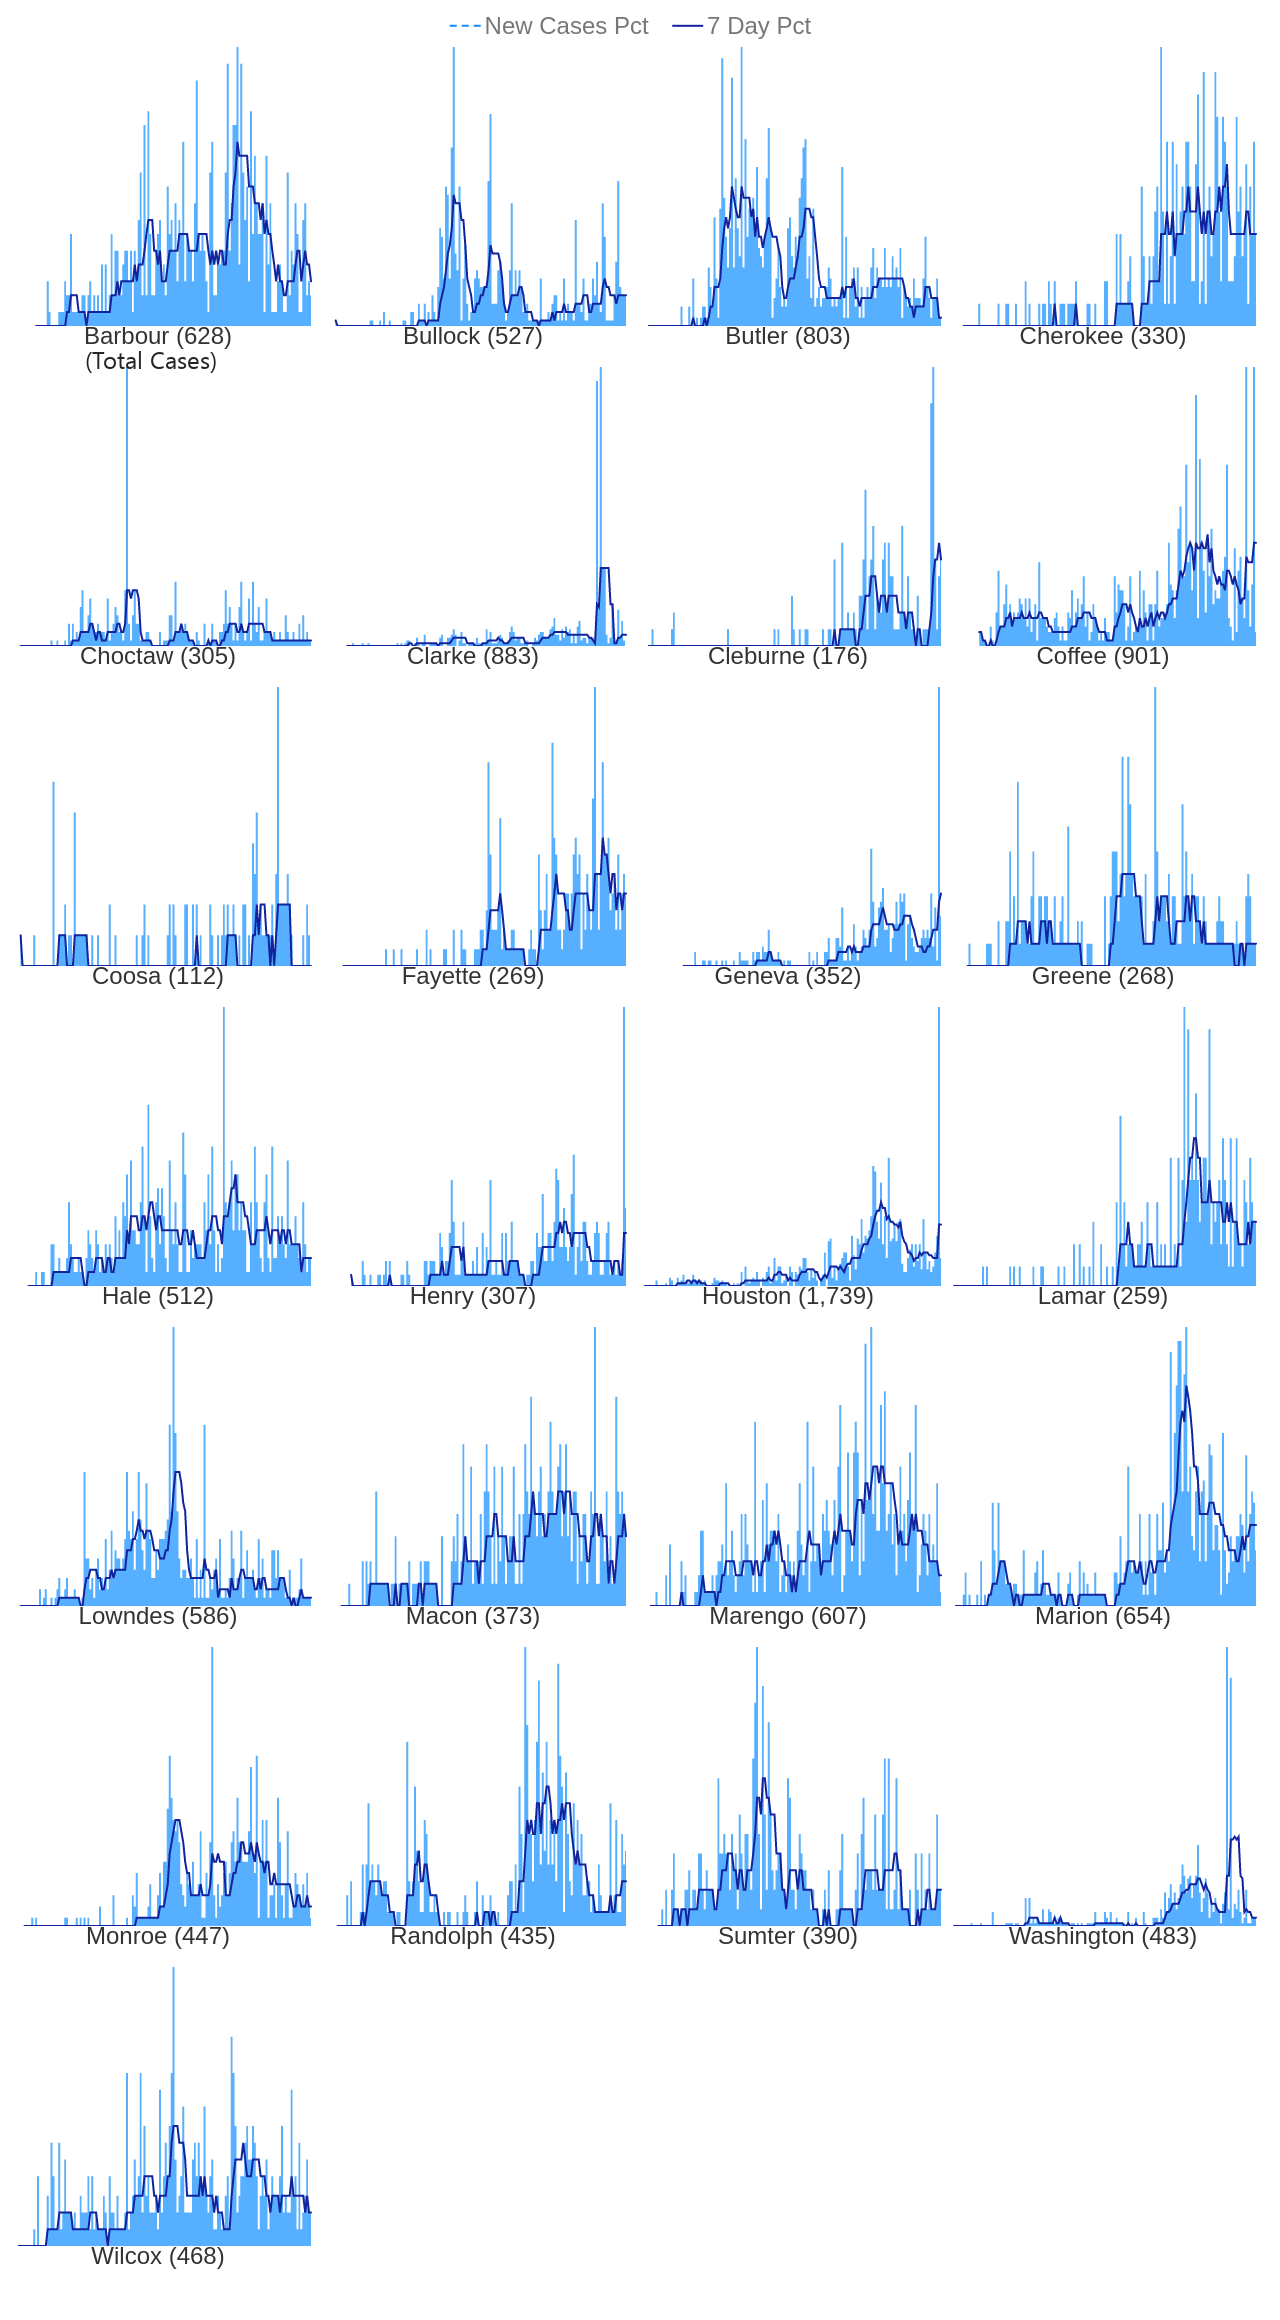 New Cases Pct 7 Day Pct
Barbour (628) Bullock (527) Butler (803) Cherokee (330)
(Total Cases)
Choctaw (305) Clarke (883) Cleburne (176) Coffee (901)
Coosa (112) Fayette (269) Geneva (352) Greene (268)
Hale (512) Henry (307) Houston (1,739) Lamar (259)
Lowndes (586) Macon (373) Marengo (607) Marion (654)
Monroe (447) Randolph (435) Sumter (390) Washington (483)
Wilcox (468)